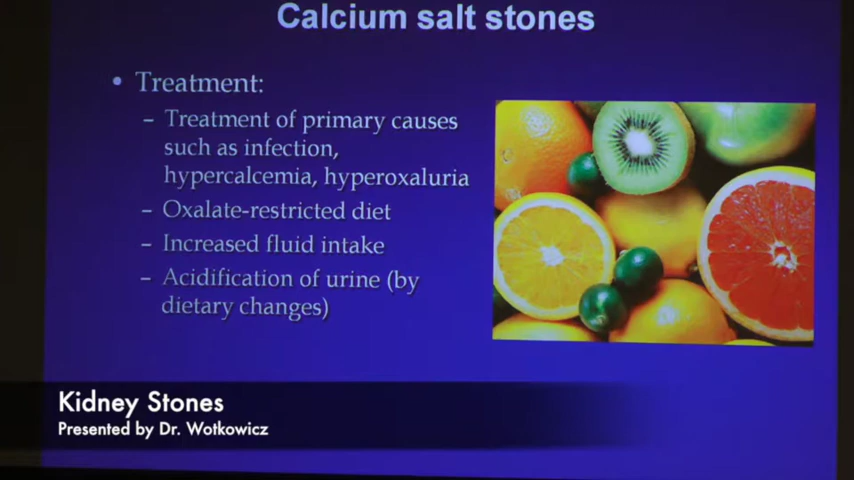 Calcium salt stones
• Treatment:
– Treatment of primary causes
such as infection,
hypercalcemia, hyperoxaluria
– Oxalate-restricted diet
– Increased fluid intake
– Acidification of urine (by
dietary changes)
Kidney Stones
Presented by Dr. Wotkowicz